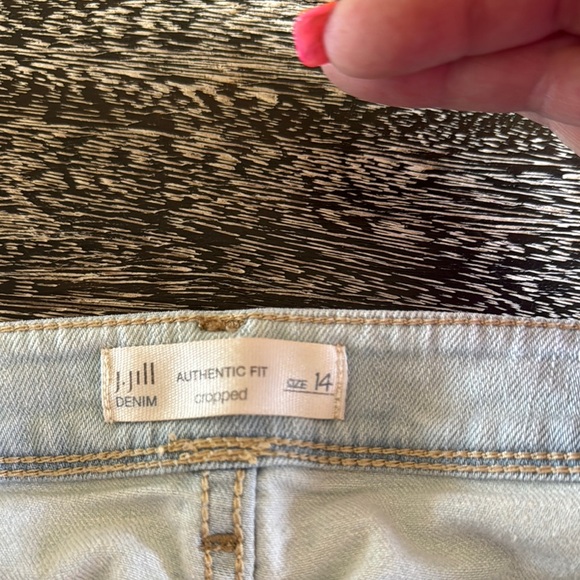 J.Jill
DENIM
AUTHENTIC FIT
cropped
SIZE 14